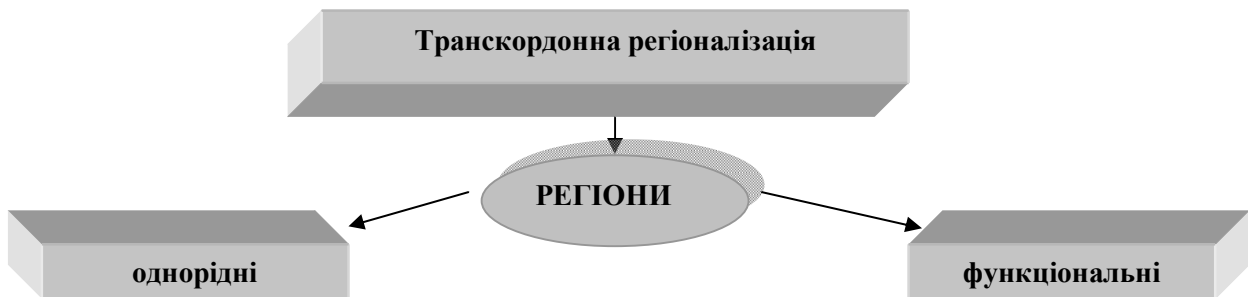 Транскордонна регіоналізація
РЕГІОНИ
однорідні
функціональні